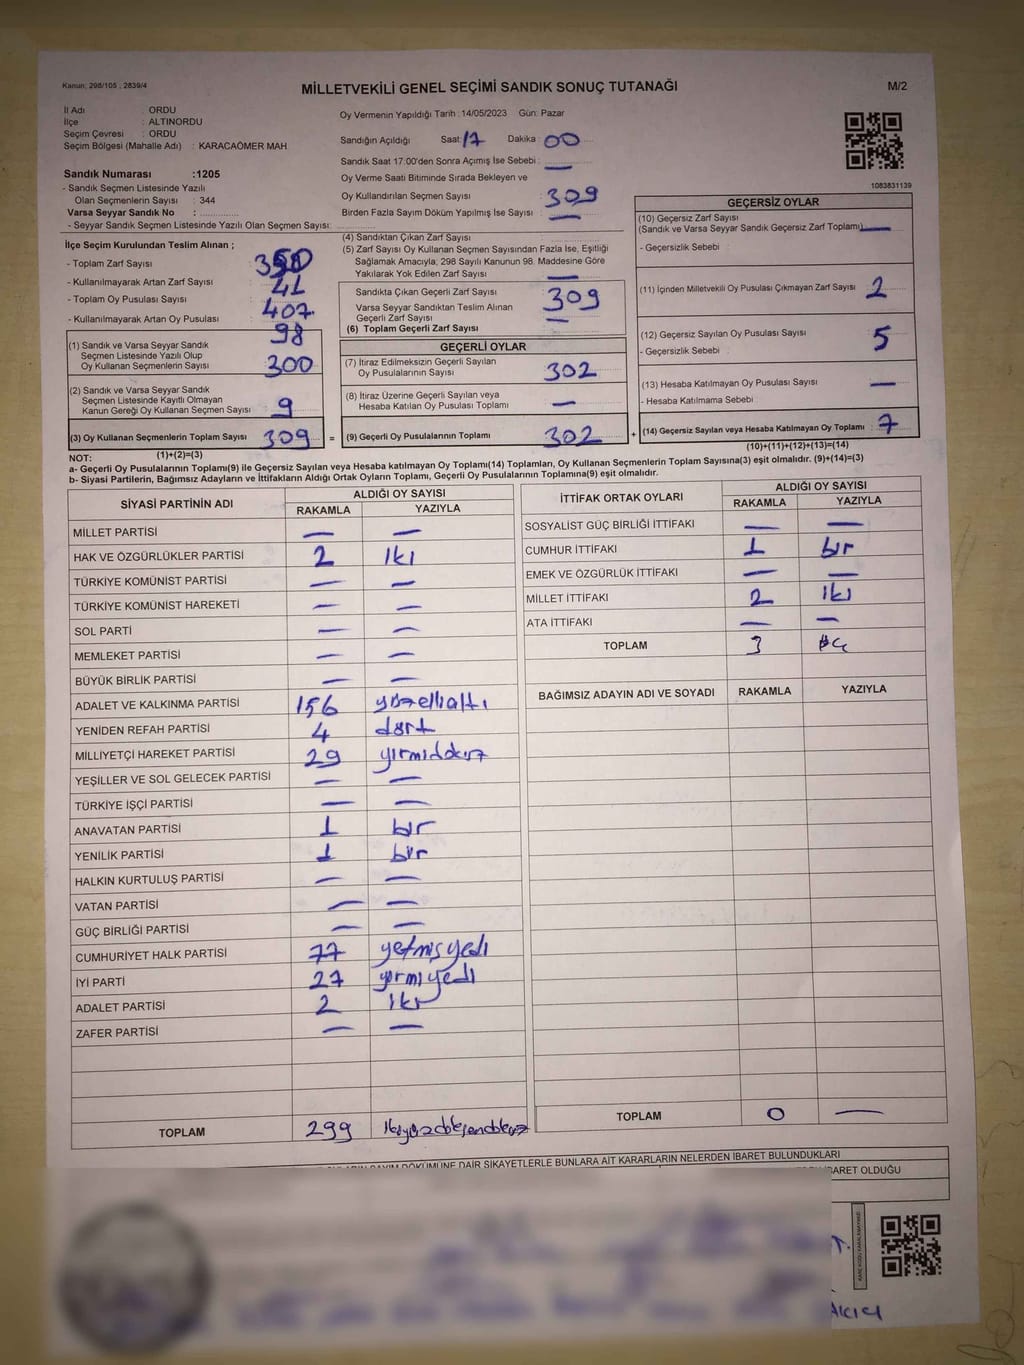 Kanun: 298/105 ; 2839/4
MİLLETVEKİLİ GENEL SEÇİMİ SANDIK SONUÇ TUTANAĞI
M/2
İl Adı : ORDU
İlçe : ALTINORDU
Seçim Çevresi : ORDU
Seçim Bölgesi (Mahalle Adı) : KARACAÖMER MAH
Sandık Numarası :1205
- Sandık Seçmen Listesinde Yazılı
Olan Seçmenlerin Sayısı : 344
Varsa Seyyar Sandık No : ..............
- Seyyar Sandık Seçmen Listesinde Yazılı Olan Seçmen Sayısı:
Oy Vermenin Yapıldığı Tarih : 14/05/2023 Gün: Pazar
Sandığın Açıldığı Saat: 17 Dakika : 00
Sandık Saat 17:00'den Sonra Açımış İse Sebebi : —
Oy Verme Saati Bitiminde Sırada Bekleyen ve
Oy Kullandırılan Seçmen Sayısı : 309
Birden Fazla Sayım Döküm Yapılmış İse Sayısı : —
1083831139
İlçe Seçim Kurulundan Teslim Alınan ;
- Toplam Zarf Sayısı : 350
- Kullanılmayarak Artan Zarf Sayısı : 41
- Toplam Oy Pusulası Sayısı : 407
- Kullanılmayarak Artan Oy Pusulası : 98
(1) Sandık ve Varsa Seyyar Sandık
Seçmen Listesinde Yazılı Olup
Oy Kullanan Seçmenlerin Sayısı : 300
(2) Sandık ve Varsa Seyyar Sandık
Seçmen Listesinde Kayıtlı Olmayan
Kanun Gereği Oy Kullanan Seçmen Sayısı : 9
(3) Oy Kullanan Seçmenlerin Toplam Sayısı : 309 =
(4) Sandıktan Çıkan Zarf Sayısı
(5) Zarf Sayısı Oy Kullanan Seçmen Sayısından Fazla İse, Eşitliği
Sağlamak Amacıyla; 298 Sayılı Kanunun 98. Maddesine Göre
Yakılarak Yok Edilen Zarf Sayısı : —
Sandıkta Çıkan Geçerli Zarf Sayısı : 309
Varsa Seyyar Sandıktan Teslim Alınan
Geçerli Zarf Sayısı : —
(6) Toplam Geçerli Zarf Sayısı
GEÇERLİ OYLAR
(7) İtiraz Edilmeksizin Geçerli Sayılan
Oy Pusulalarının Sayısı : 302
(8) İtiraz Üzerine Geçerli Sayılan veya
Hesaba Katılan Oy Pusulası Toplamı : —
(9) Geçerli Oy Pusulalarının Toplamı : 302 +
GEÇERSİZ OYLAR
(10) Geçersiz Zarf Sayısı
(Sandık ve Varsa Seyyar Sandık Geçersiz Zarf Toplamı) —
- Geçersizlik Sebebi :
(11) İçinden Milletvekili Oy Pusulası Çıkmayan Zarf Sayısı : 2
(12) Geçersiz Sayılan Oy Pusulası Sayısı : 5
- Geçersizlik Sebebi :
(13) Hesaba Katılmayan Oy Pusulası Sayısı : —
- Hesaba Katılmama Sebebi :
(14) Geçersiz Sayılan veya Hesaba Katılmayan Oy Toplamı : 7
NOT: (1)+(2)=(3) (10)+(11)+(12)+(13)=(14)
a- Geçerli Oy Pusulalarının Toplamı(9) ile Geçersiz Sayılan veya Hesaba katılmayan Oy Toplamı(14) Toplamları, Oy Kullanan Seçmenlerin Toplam Sayısına(3) eşit olmalıdır. (9)+(14)=(3)
b- Siyasi Partilerin, Bağımsız Adayların ve İttifakların Aldığı Ortak Oyların Toplamı, Geçerli Oy Pusulalarının Toplamına(9) eşit olmalıdır.
SİYASİ PARTİNİN ADI ALDIĞI OY SAYISI
RAKAMLA YAZIYLA
MİLLET PARTİSİ — —
HAK VE ÖZGÜRLÜKLER PARTİSİ 2 iki
TÜRKİYE KOMÜNİST PARTİSİ — —
TÜRKİYE KOMÜNİST HAREKETİ — —
SOL PARTİ — —
MEMLEKET PARTİSİ — —
BÜYÜK BİRLİK PARTİSİ — —
ADALET VE KALKINMA PARTİSİ 156 yüzellialtı
YENİDEN REFAH PARTİSİ 4 dört
MİLLİYETÇİ HAREKET PARTİSİ 29 yirmidokuz
YEŞİLLER VE SOL GELECEK PARTİSİ — —
TÜRKİYE İŞÇİ PARTİSİ — —
ANAVATAN PARTİSİ 1 bir
YENİLİK PARTİSİ 1 bir
HALKIN KURTULUŞ PARTİSİ — —
VATAN PARTİSİ — —
GÜÇ BİRLİĞİ PARTİSİ — —
CUMHURİYET HALK PARTİSİ 77 yetmişyedi
İYİ PARTİ 27 yirmiyedi
ADALET PARTİSİ 2 iki
ZAFER PARTİSİ — —
TOPLAM 299 ikiyüzdoksandokuz
İTTİFAK ORTAK OYLARI ALDIĞI OY SAYISI
RAKAMLA YAZIYLA
SOSYALİST GÜÇ BİRLİĞİ İTTİFAKI — —
CUMHUR İTTİFAKI 1 bir
EMEK VE ÖZGÜRLÜK İTTİFAKI — —
MİLLET İTTİFAKI 2 iki
ATA İTTİFAKI — —
TOPLAM 3 üç
BAĞIMSIZ ADAYIN ADI VE SOYADI RAKAMLA YAZIYLA
TOPLAM 0 —
DÖKÜMÜNE DAİR ŞİKAYETLERLE BUNLARA AİT KARARLARIN NELERDEN İBARET BULUNDUKLARI
İBARET OLDUĞU